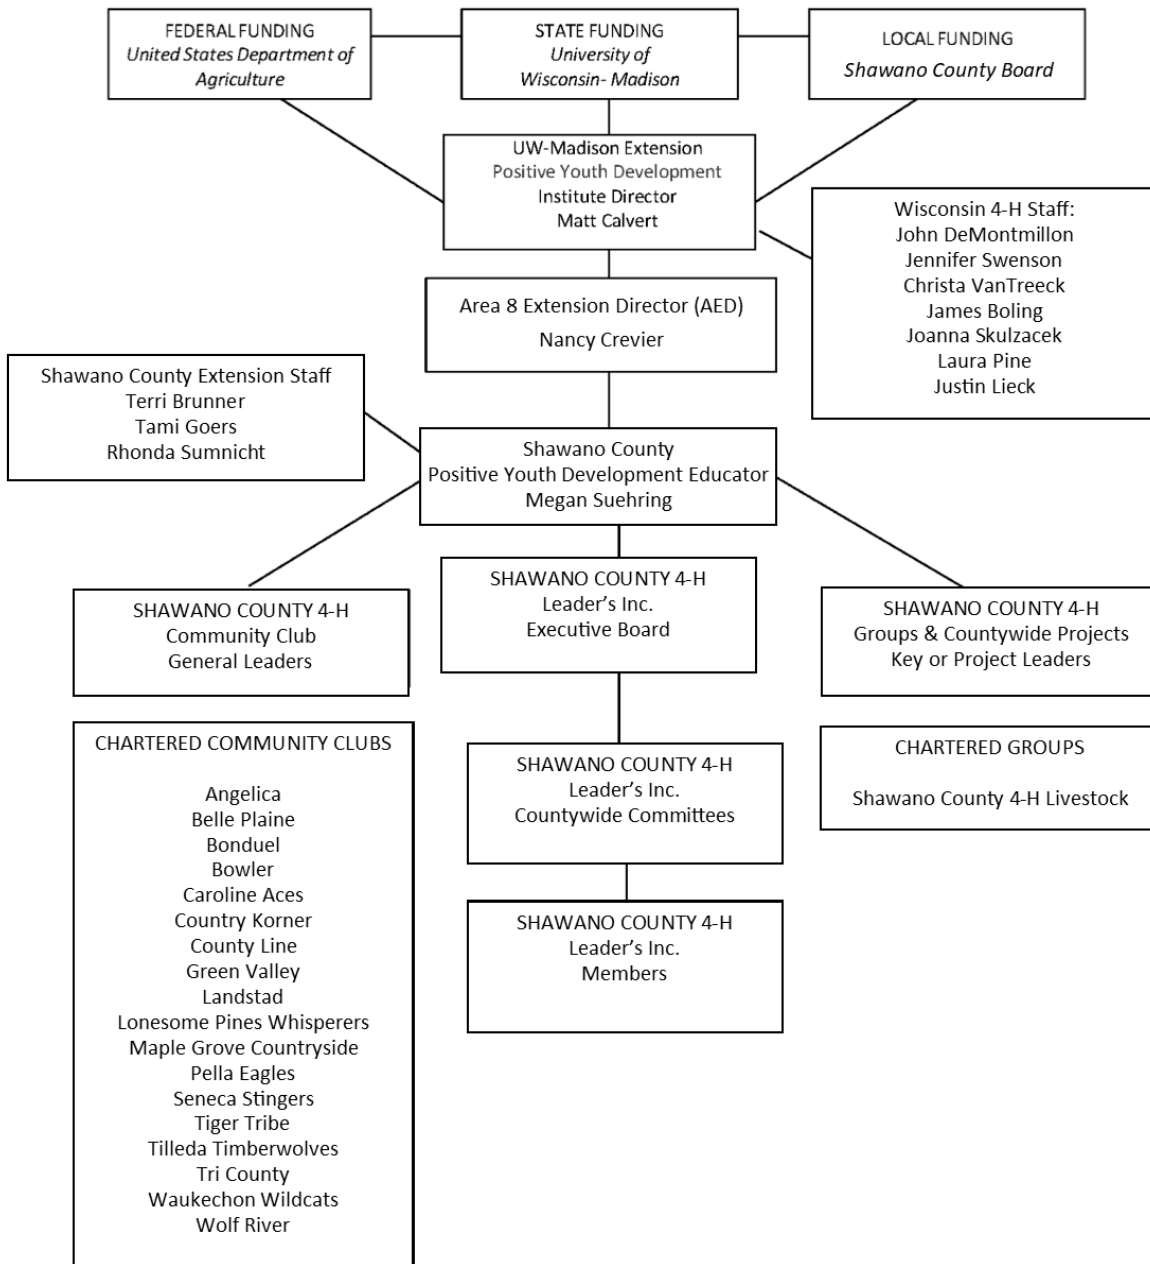 FEDERAL FUNDING
United States Department of
Agriculture
STATE FUNDING
University of
Wisconsin- Madison
LOCAL FUNDING
Shawano County Board
UW-Madison Extension
Positive Youth Development
Institute Director
Matt Calvert
Wisconsin 4-H Staff:
John DeMontmillon
Jennifer Swenson
Christa VanTreeck
James Boling
Joanna Skulzacek
Laura Pine
Justin Lieck
Area 8 Extension Director (AED)
Nancy Crevier
Shawano County Extension Staff
Terri Brunner
Tami Goers
Rhonda Sumnicht
Shawano County
Positive Youth Development Educator
Megan Suehring
SHAWANO COUNTY 4-H
Community Club
General Leaders
SHAWANO COUNTY 4-H
Leader’s Inc.
Executive Board
SHAWANO COUNTY 4-H
Groups & Countywide Projects
Key or Project Leaders
CHARTERED COMMUNITY CLUBS
Angelica
Belle Plaine
Bonduel
Bowler
Caroline Aces
Country Korner
County Line
Green Valley
Landstad
Lonesome Pines Whisperers
Maple Grove Countryside
Pella Eagles
Seneca Stingers
Tiger Tribe
Tilleda Timberwolves
Tri County
Waukechon Wildcats
Wolf River
SHAWANO COUNTY 4-H
Leader’s Inc.
Countywide Committees
CHARTERED GROUPS
Shawano County 4-H Livestock
SHAWANO COUNTY 4-H
Leader’s Inc.
Members